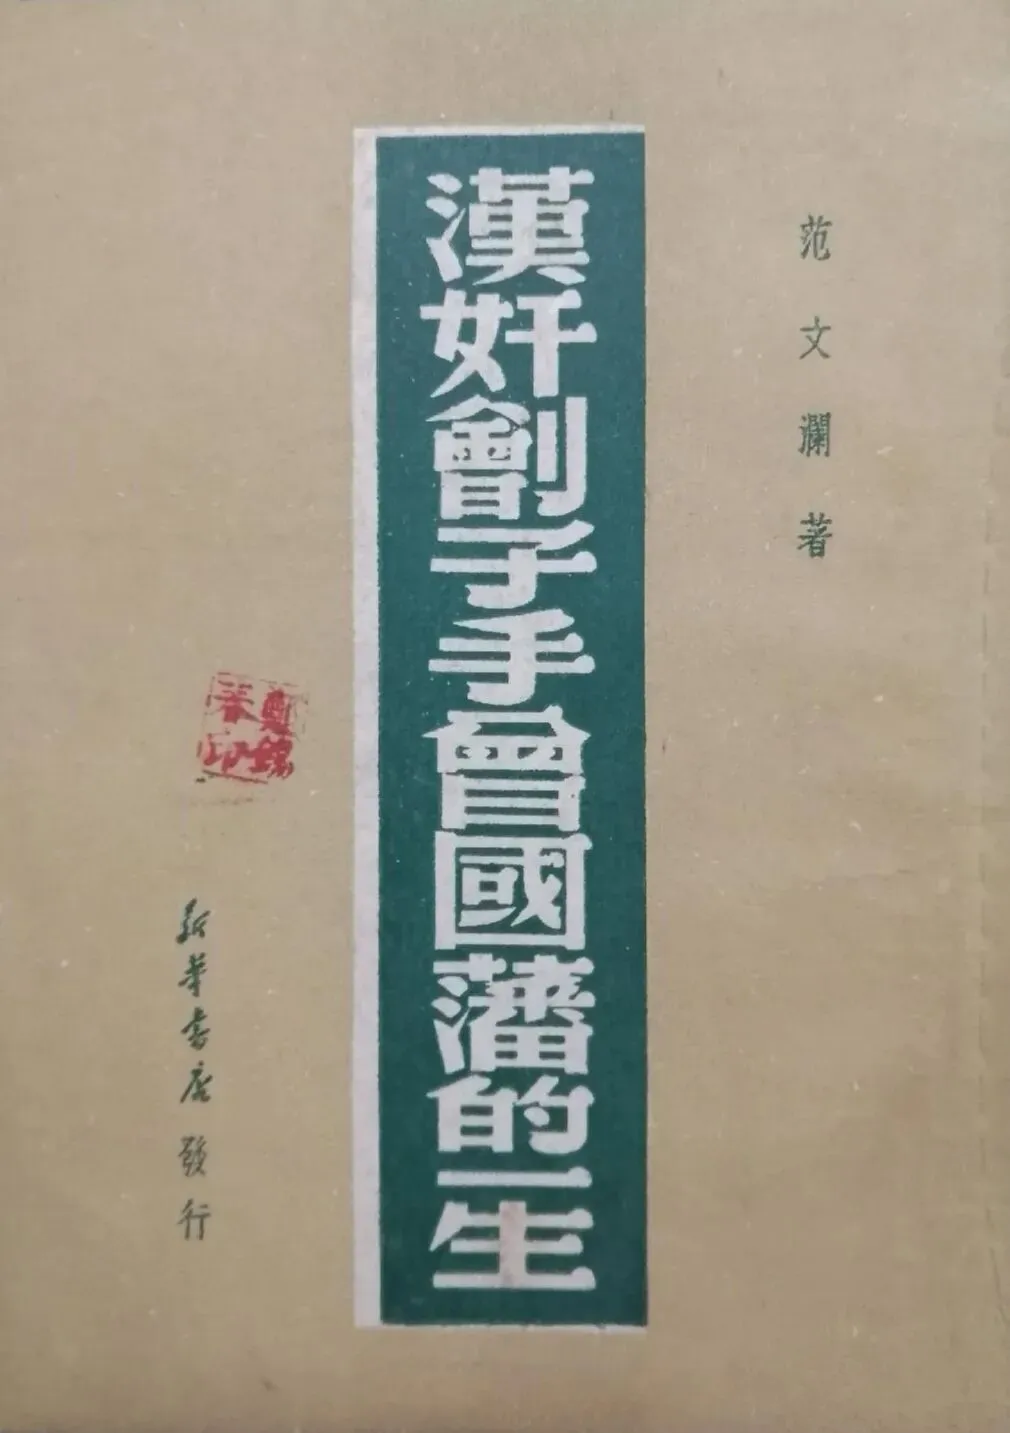 范文瀾著
漢奸劊子手曾國藩的一生
新華書店發行